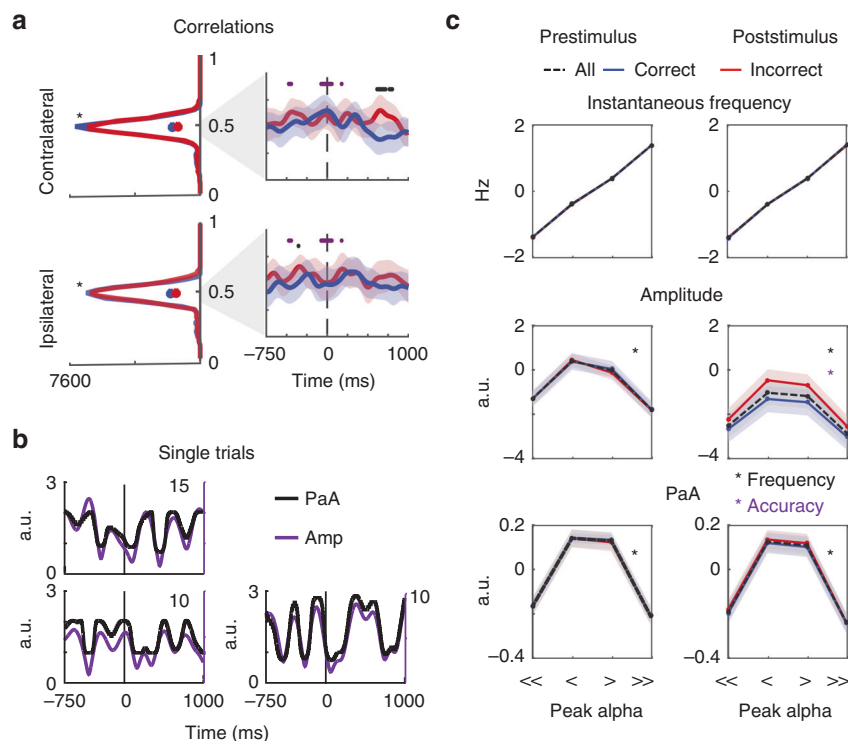 a
Correlations
Contralateral
*
1
0.5
0
Ipsilateral
*
1
0.5
0
7600
-750
0
1000
Time (ms)
b
Single trials
3
a.u.
0
15
PaA
Amp
3
a.u.
0
10
-750
0
1000
Time (ms)
3
a.u.
0
10
-750
0
1000
c
Prestimulus
Poststimulus
All
Correct
Incorrect
Instantaneous frequency
2
Hz
0
−2
2
0
−2
Amplitude
2
a.u.
0
−4
*
2
0
−4
*
*
* Frequency
* Accuracy
PaA
0.2
a.u.
0
−0.4
*
0.2
0
−0.4
*
<< < > >>
<< < > >>
Peak alpha
Peak alpha